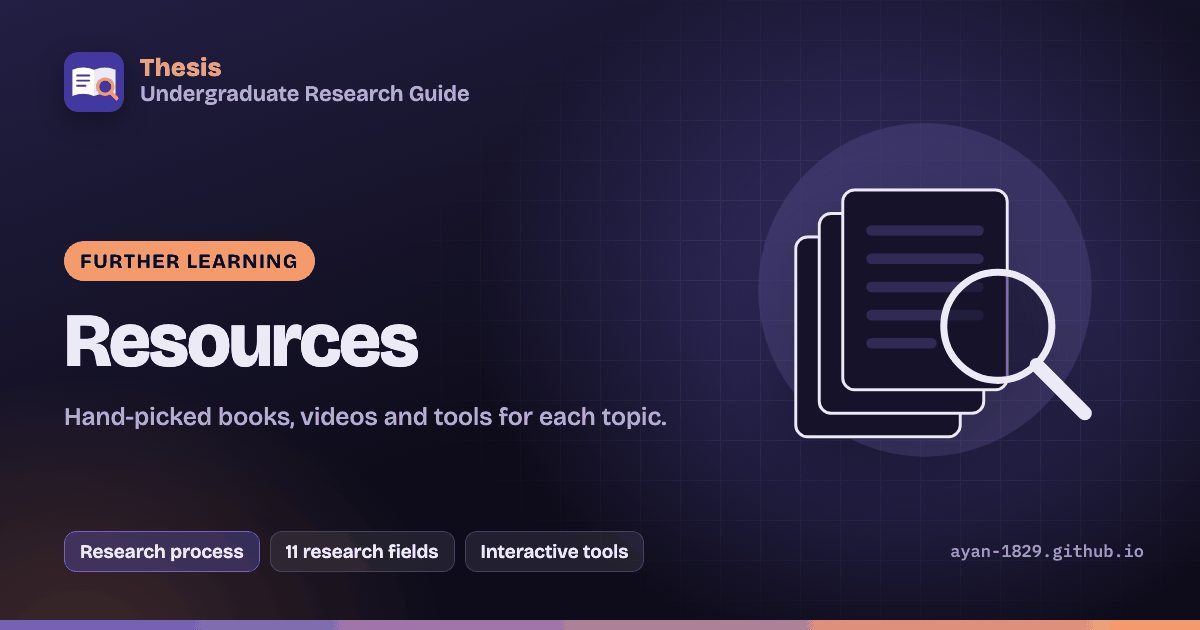 Thesis
Undergraduate Research Guide
FURTHER LEARNING
Resources
Hand-picked books, videos and tools for each topic.
Research process
11 research fields
Interactive tools
ayan-1829.github.io